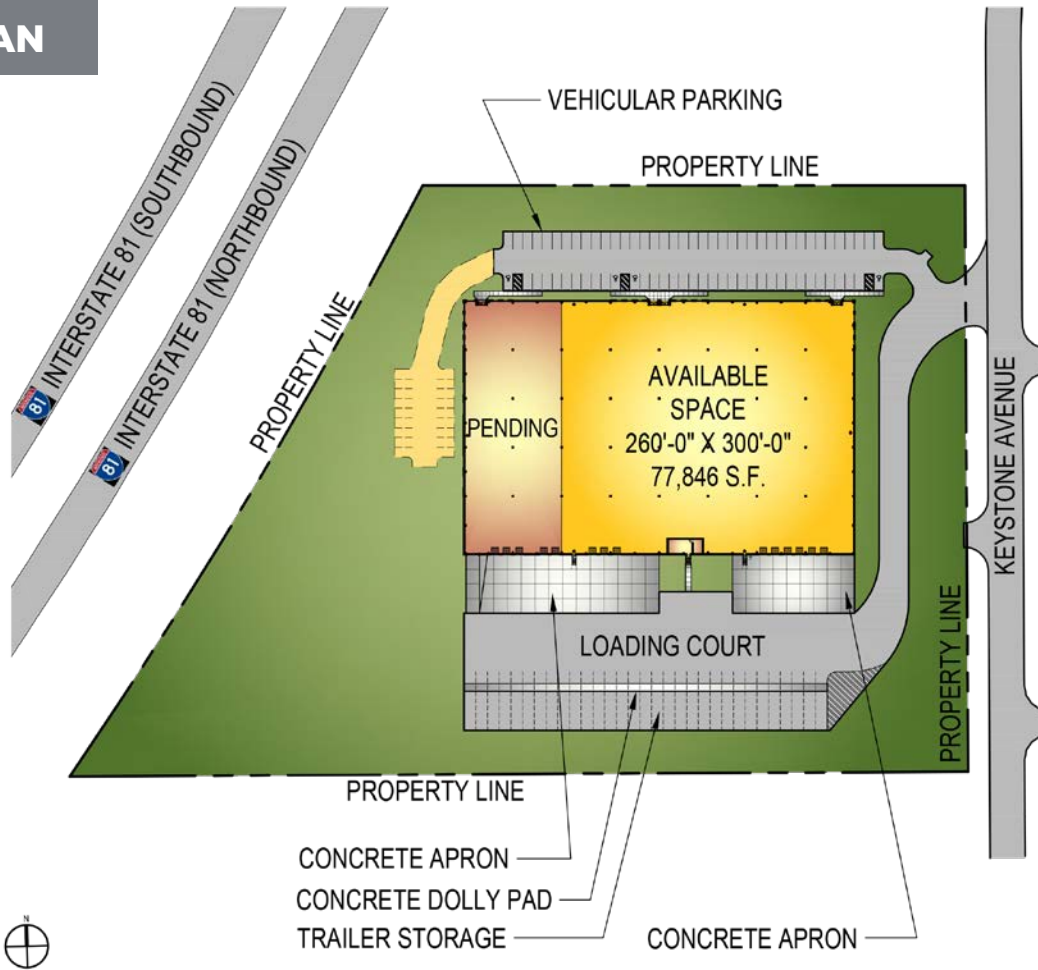 AN
VEHICULAR PARKING
PROPERTY LINE
INTERSTATE 81 (SOUTHBOUND)
81
INTERSTATE 81 (NORTHBOUND)
81
PROPERTY LINE
AVAILABLE
SPACE
260'-0" X 300'-0"
77,846 S.F.
PENDING
KEYSTONE AVENUE
LOADING COURT
PROPERTY LINE
PROPERTY LINE
CONCRETE APRON
CONCRETE DOLLY PAD
TRAILER STORAGE
CONCRETE APRON
N